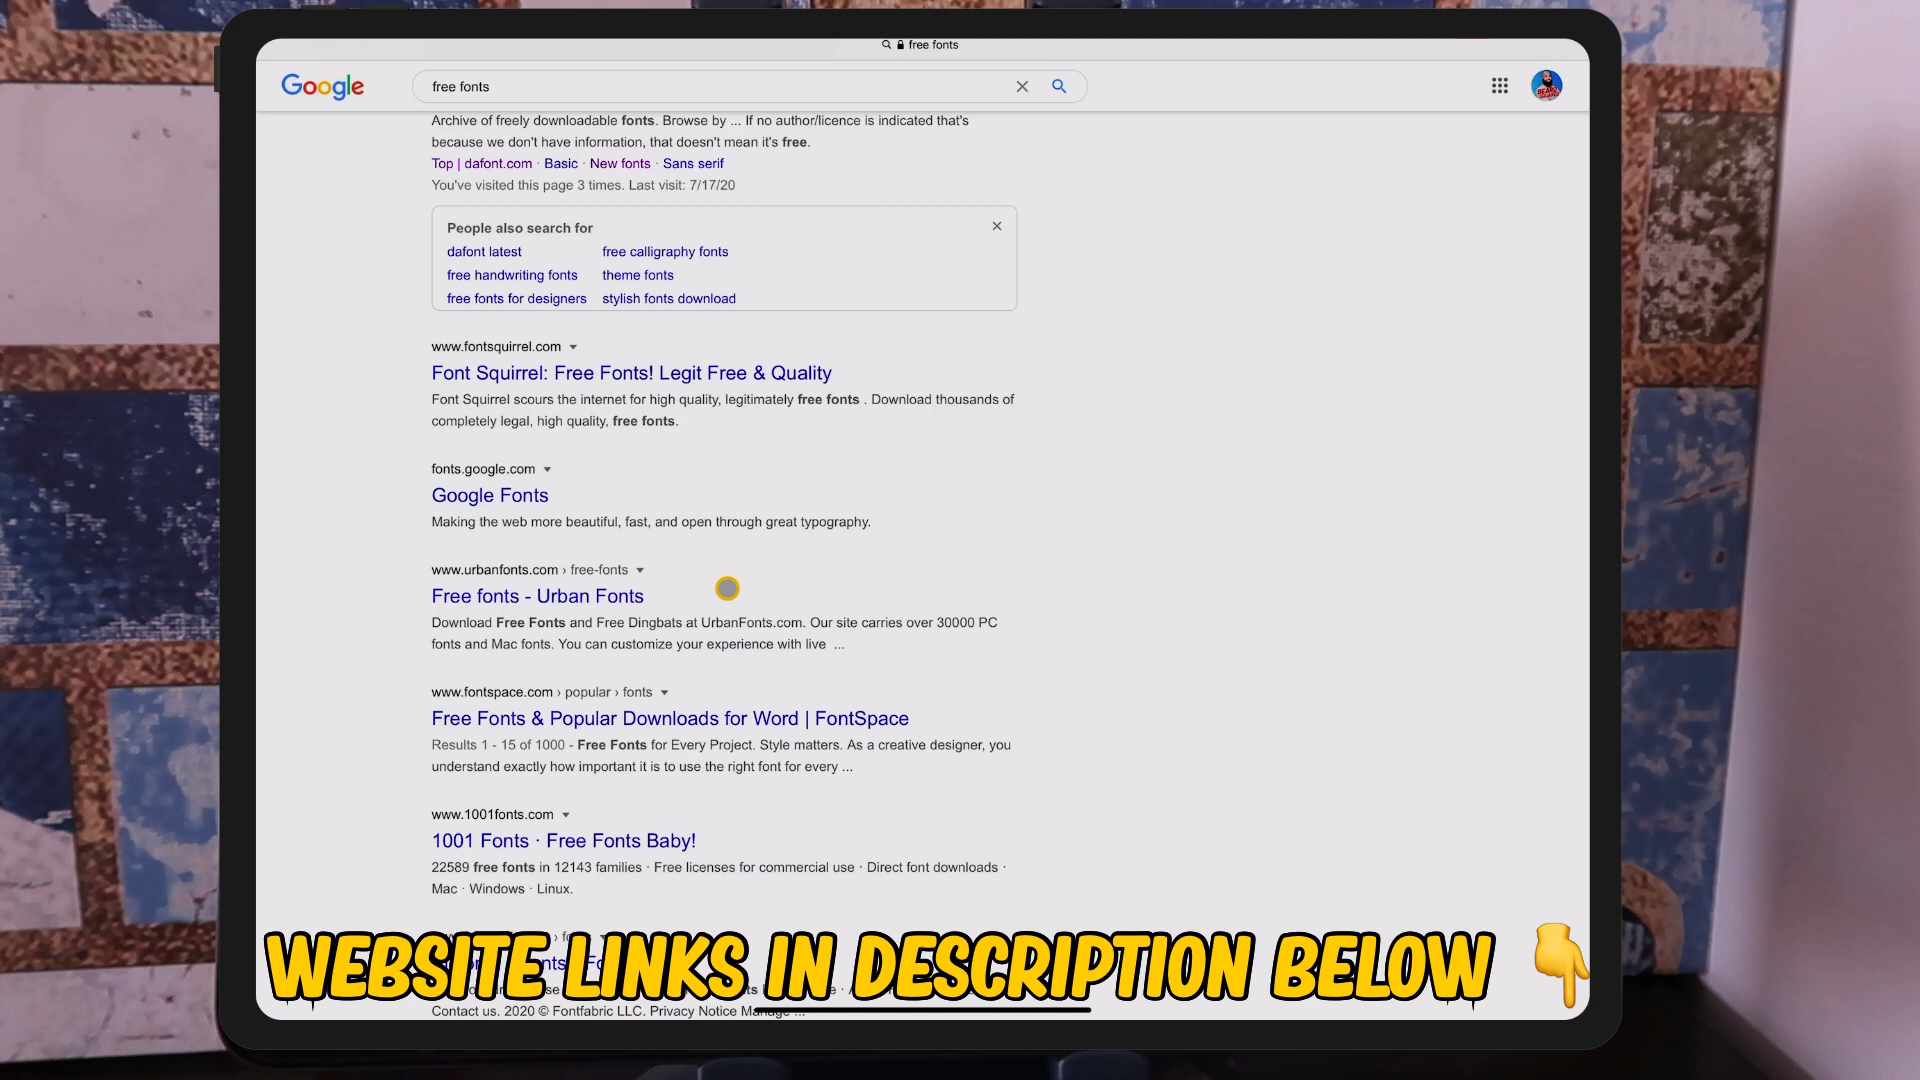 free fonts
Google
free fonts
Archive of freely downloadable fonts. Browse by ... If no author/licence is indicated that's
because we don't have information, that doesn't mean it's free.
Top | dafont.com · Basic · New fonts · Sans serif
You've visited this page 3 times. Last visit: 7/17/20
People also search for
dafont latest free calligraphy fonts
free handwriting fonts theme fonts
free fonts for designers stylish fonts download
www.fontsquirrel.com
Font Squirrel: Free Fonts! Legit Free & Quality
Font Squirrel scours the internet for high quality, legitimately free fonts . Download thousands of
completely legal, high quality, free fonts.
fonts.google.com
Google Fonts
Making the web more beautiful, fast, and open through great typography.
www.urbanfonts.com › free-fonts
Free fonts - Urban Fonts
Download Free Fonts and Free Dingbats at UrbanFonts.com. Our site carries over 30000 PC
fonts and Mac fonts. You can customize your experience with live ...
www.fontspace.com › popular › fonts
Free Fonts & Popular Downloads for Word | FontSpace
Results 1 - 15 of 1000 - Free Fonts for Every Project. Style matters. As a creative designer, you
understand exactly how important it is to use the right font for every ...
www.1001fonts.com
1001 Fonts · Free Fonts Baby!
22589 free fonts in 12143 families · Free licenses for commercial use · Direct font downloads ·
Mac · Windows · Linux.
WEBSITE LINKS IN DESCRIPTION BELOW
Contact us. 2020 © Fontfabric LLC. Privacy Notice Manage ...